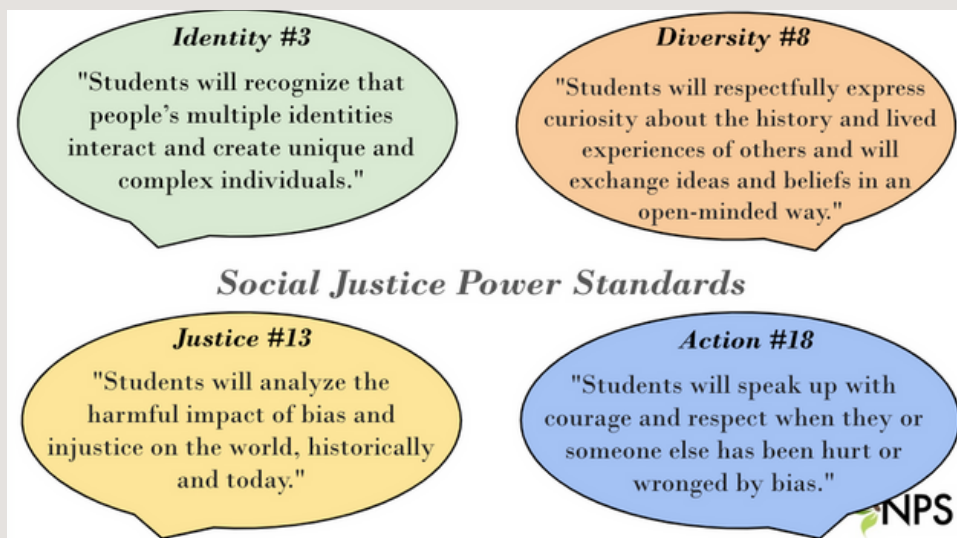 Identity #3
"Students will recognize that
people's multiple identities
interact and create unique and
complex individuals."
Diversity #8
"Students will respectfully express
curiosity about the history and lived
experiences of others and will
exchange ideas and beliefs in an
open-minded way."
Social Justice Power Standards
Justice #13
"Students will analyze the
harmful impact of bias and
injustice on the world, historically
and today."
Action #18
"Students will speak up with
courage and respect when they or
someone else has been hurt or
wronged by bias."
NPS